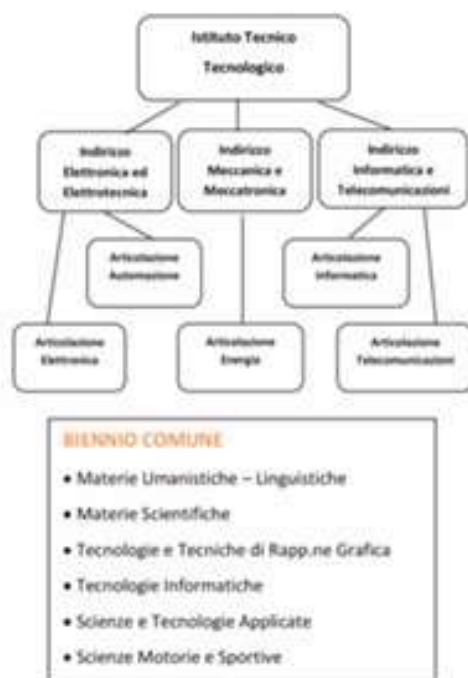 Istituto Tecnico
Tecnologico
Indirizzo
Elettronica ed
Elettrotecnica
Indirizzo
Meccanica e
Meccatronica
Indirizzo
Informatica e
Telecomunicazioni
Articolazione
Automazione
Articolazione
Informatica
Articolazione
Elettronica
Articolazione
Energia
Articolazione
Telecomunicazioni
BIENNIO COMUNE
• Materie Umanistiche – Linguistiche
• Materie Scientifiche
• Tecnologie e Tecniche di Rapp.ne Grafica
• Tecnologie Informatiche
• Scienze e Tecnologie Applicate
• Scienze Motorie e Sportive